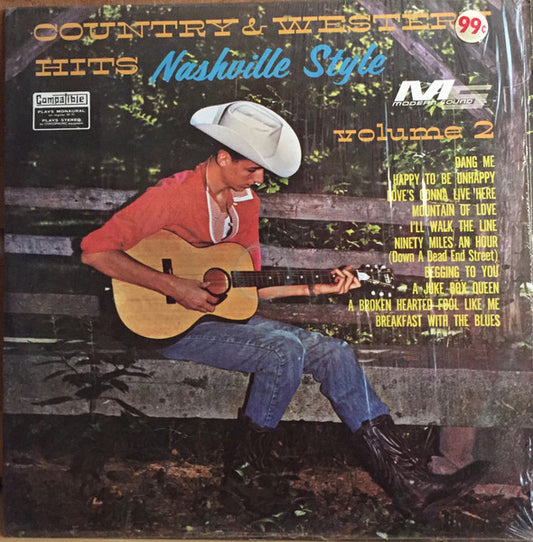 COUNTRY & WESTERN
99¢
HITS Nashville Style
Compatible
PLAYS MONAURAL
PLAYS STEREO
MS
MODERN SOUND
volume 2
DANG ME
HAPPY TO BE UNHAPPY
LOVE'S GONNA LIVE HERE
MOUNTAIN OF LOVE
I'LL WALK THE LINE
NINETY MILES AN HOUR
(Down A Dead End Street)
BEGGING TO YOU
A JUKE BOX QUEEN
A BROKEN HEARTED FOOL LIKE ME
BREAKFAST WITH THE BLUES